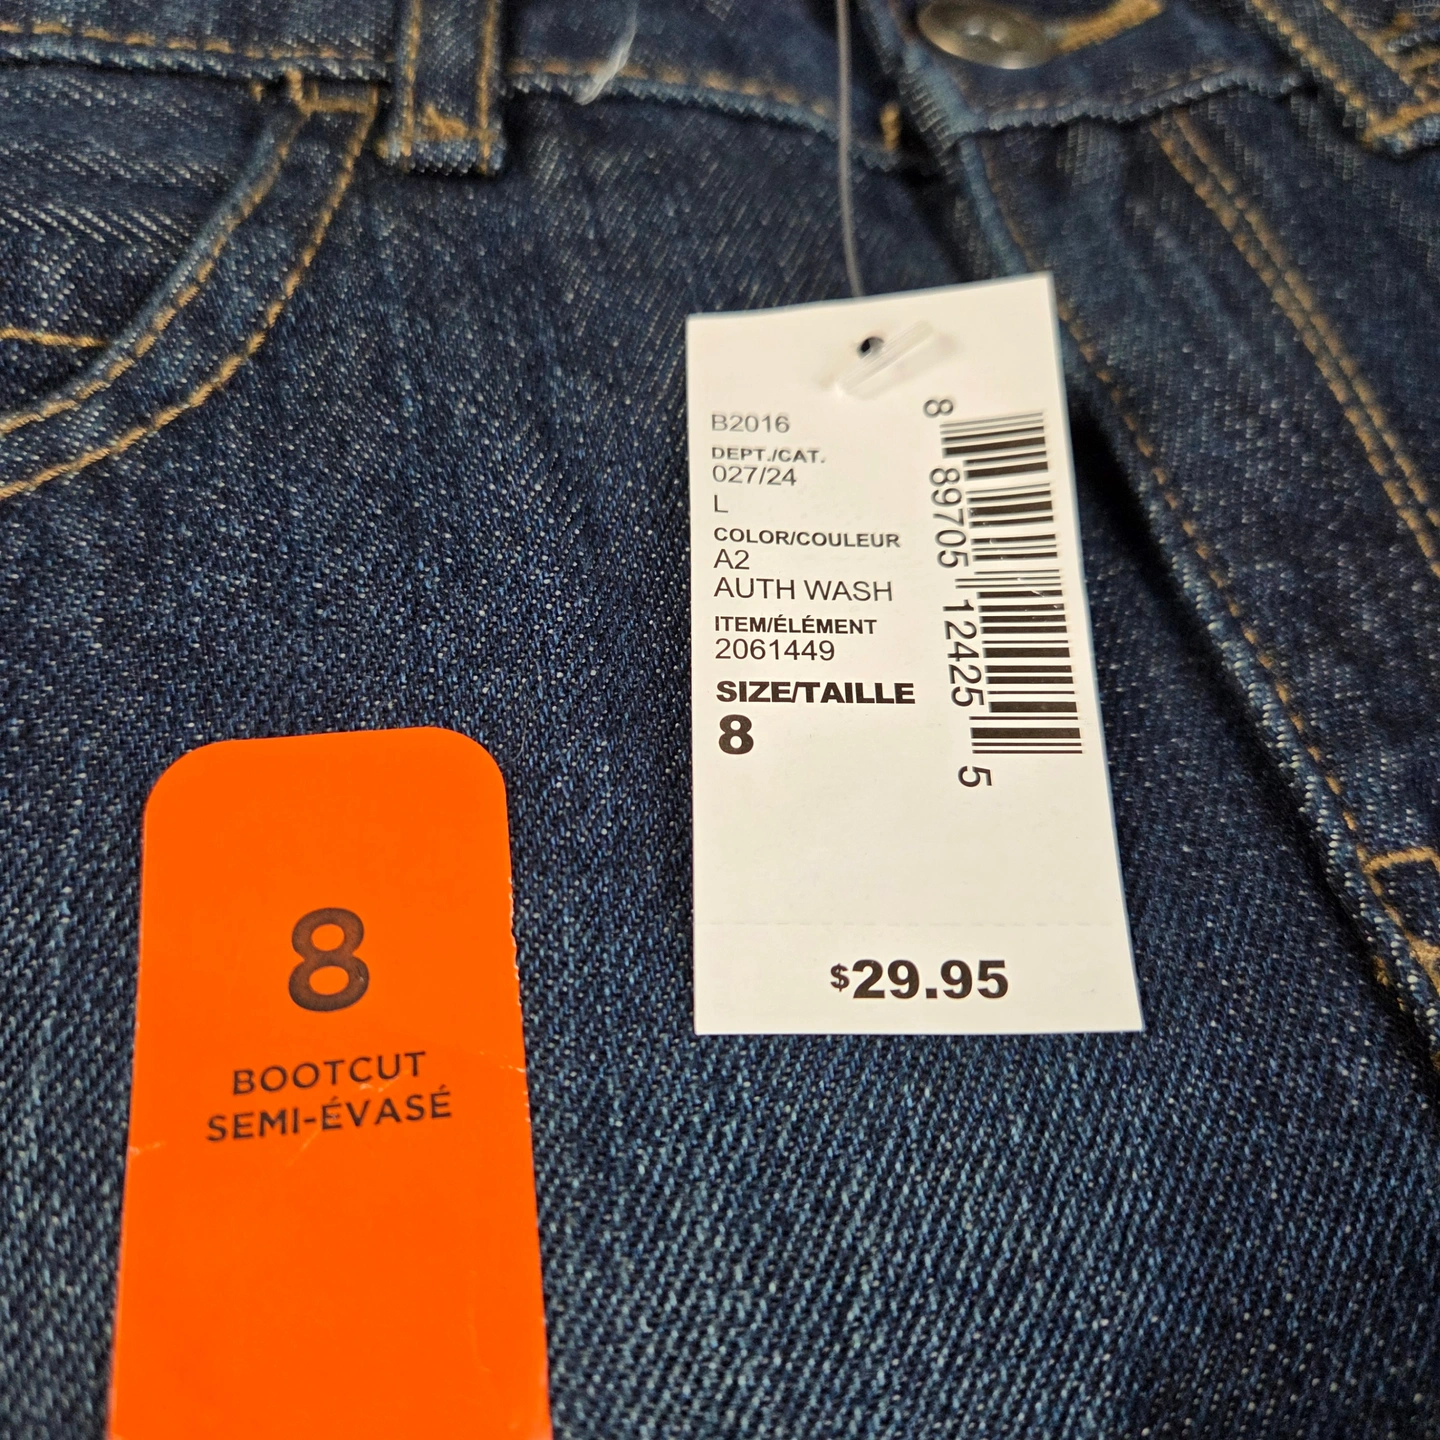 B2016
DEPT./CAT.
027/24
L
COLOR/COULEUR
A2
AUTH WASH
ITEM/ÉLÉMENT
2061449
SIZE/TAILLE
8
8 89705 12425 5
$29.95
8
BOOTCUT
SEMI-ÉVASÉ